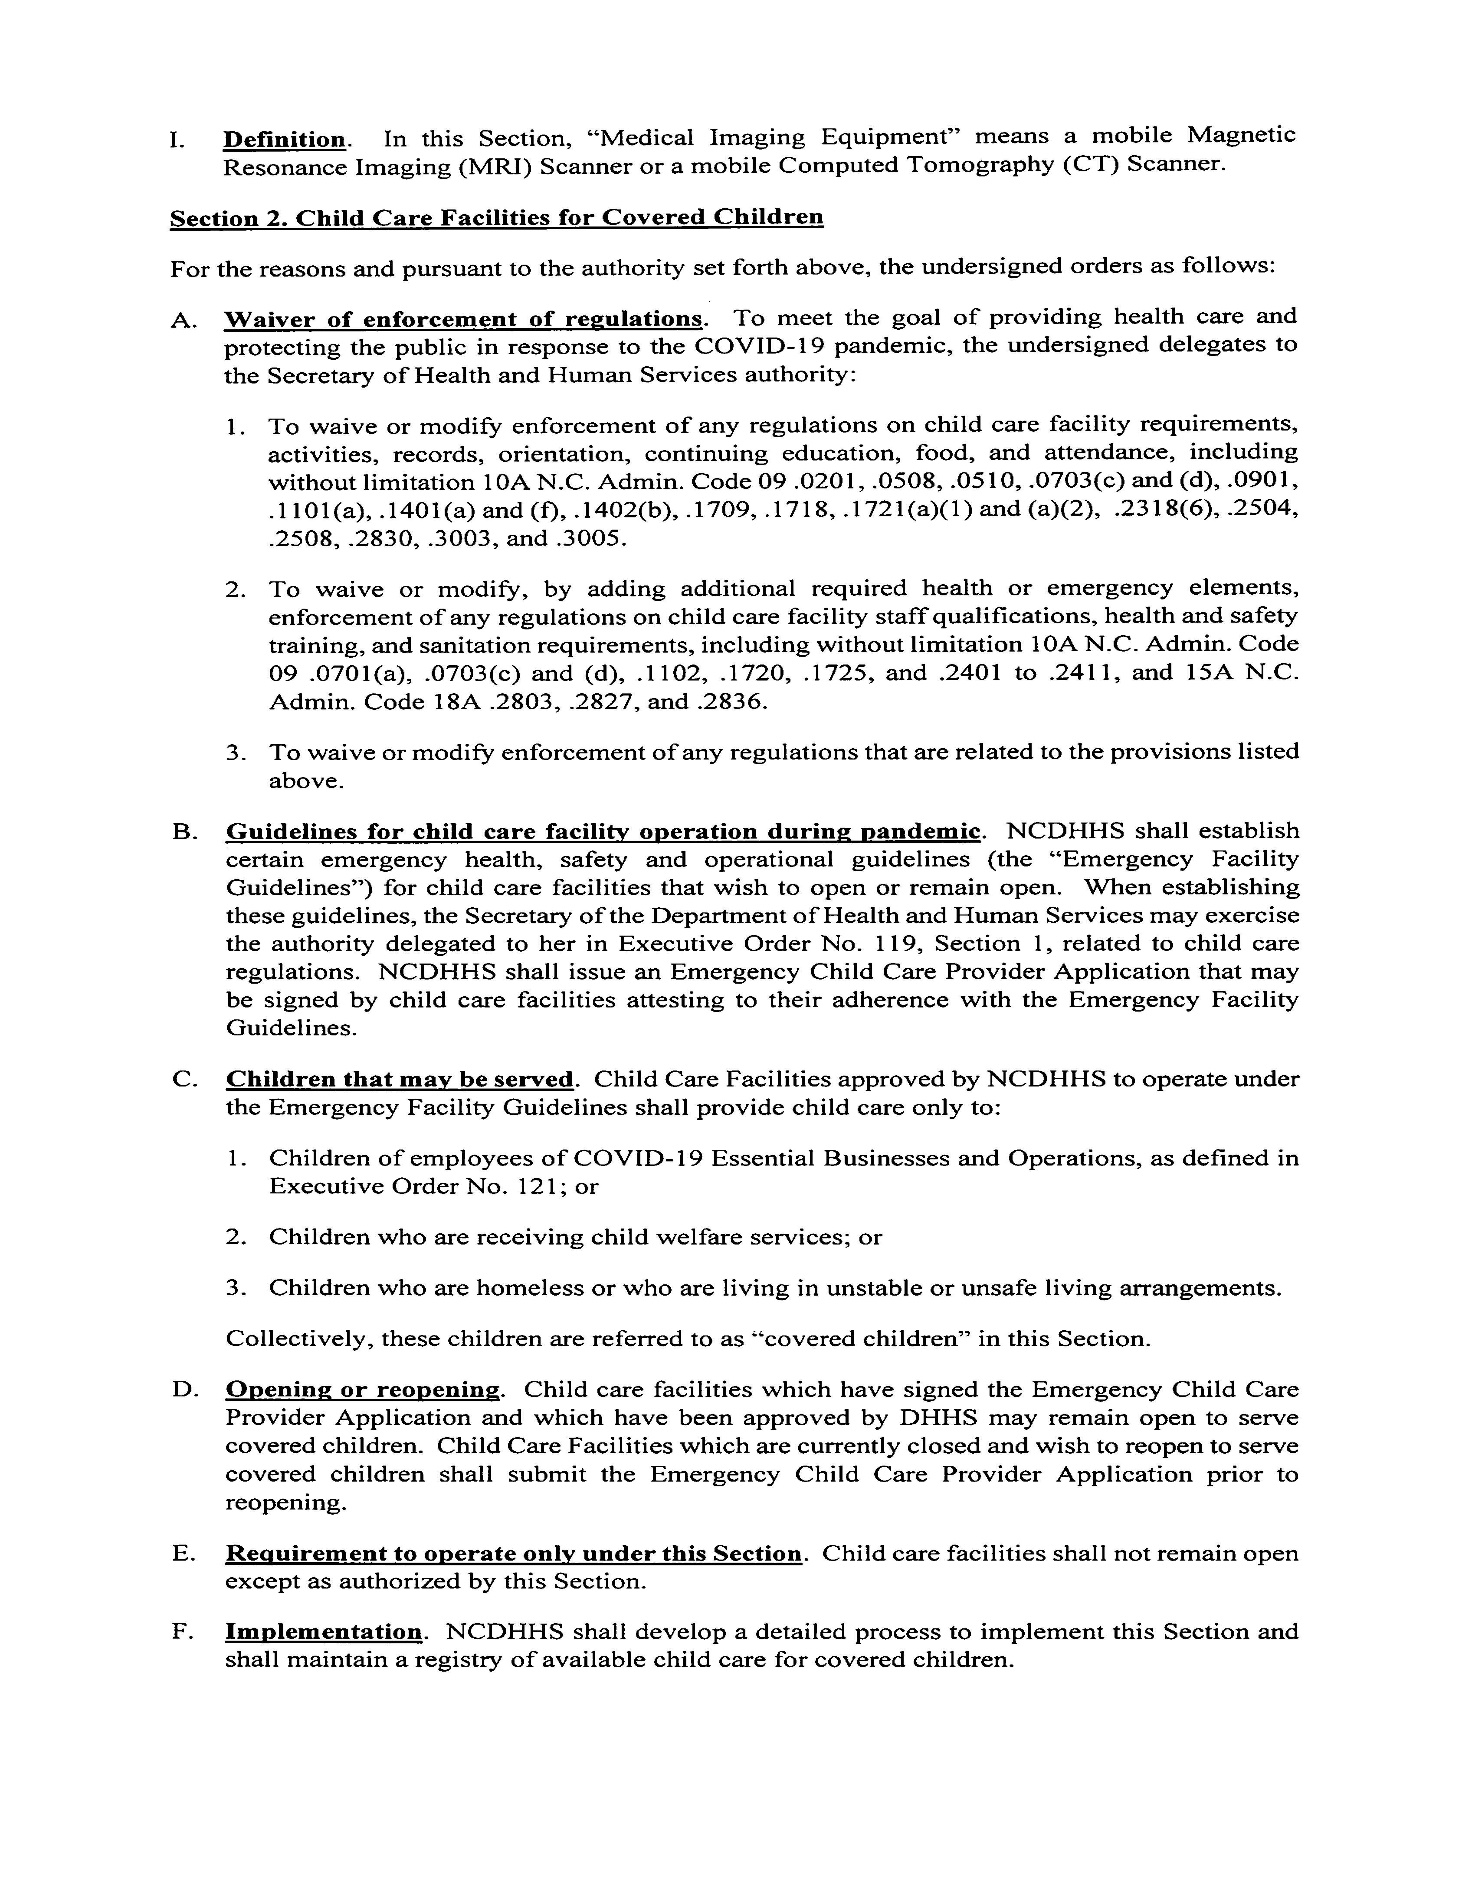 I. Definition. In this Section, “Medical Imaging Equipment” means a mobile Magnetic
Resonance Imaging (MRI) Scanner or a mobile Computed Tomography (CT) Scanner.
Section 2. Child Care Facilities for Covered Children
For the reasons and pursuant to the authority set forth above, the undersigned orders as follows:
A. Waiver of enforcement of regulations. To meet the goal of providing health care and
protecting the public in response to the COVID-19 pandemic, the undersigned delegates to
the Secretary of Health and Human Services authority:
1. To waive or modify enforcement of any regulations on child care facility requirements,
activities, records, orientation, continuing education, food, and attendance, including
without limitation 10A N.C. Admin. Code 09 .0201, .0508, .0510, .0703(c) and (d), .0901,
.1101(a), .1401(a) and (f), .1402(b), .1709, .1718, .1721(a)(1) and (a)(2), .2318(6), .2504,
.2508, .2830, .3003, and .3005.
2. To waive or modify, by adding additional required health or emergency elements,
enforcement of any regulations on child care facility staff qualifications, health and safety
training, and sanitation requirements, including without limitation 10A N.C. Admin. Code
09 .0701(a), .0703(c) and (d), .1102, .1720, .1725, and .2401 to .2411, and 15A N.C.
Admin. Code 18A .2803, .2827, and .2836.
3. To waive or modify enforcement of any regulations that are related to the provisions listed
above.
B. Guidelines for child care facility operation during pandemic. NCDHHS shall establish
certain emergency health, safety and operational guidelines (the “Emergency Facility
Guidelines”) for child care facilities that wish to open or remain open. When establishing
these guidelines, the Secretary of the Department of Health and Human Services may exercise
the authority delegated to her in Executive Order No. 119, Section 1, related to child care
regulations. NCDHHS shall issue an Emergency Child Care Provider Application that may
be signed by child care facilities attesting to their adherence with the Emergency Facility
Guidelines.
C. Children that may be served. Child Care Facilities approved by NCDHHS to operate under
the Emergency Facility Guidelines shall provide child care only to:
1. Children of employees of COVID-19 Essential Businesses and Operations, as defined in
Executive Order No. 121; or
2. Children who are receiving child welfare services; or
3. Children who are homeless or who are living in unstable or unsafe living arrangements.
Collectively, these children are referred to as “covered children” in this Section.
D. Opening or reopening. Child care facilities which have signed the Emergency Child Care
Provider Application and which have been approved by DHHS may remain open to serve
covered children. Child Care Facilities which are currently closed and wish to reopen to serve
covered children shall submit the Emergency Child Care Provider Application prior to
reopening.
E. Requirement to operate only under this Section. Child care facilities shall not remain open
except as authorized by this Section.
F. Implementation. NCDHHS shall develop a detailed process to implement this Section and
shall maintain a registry of available child care for covered children.